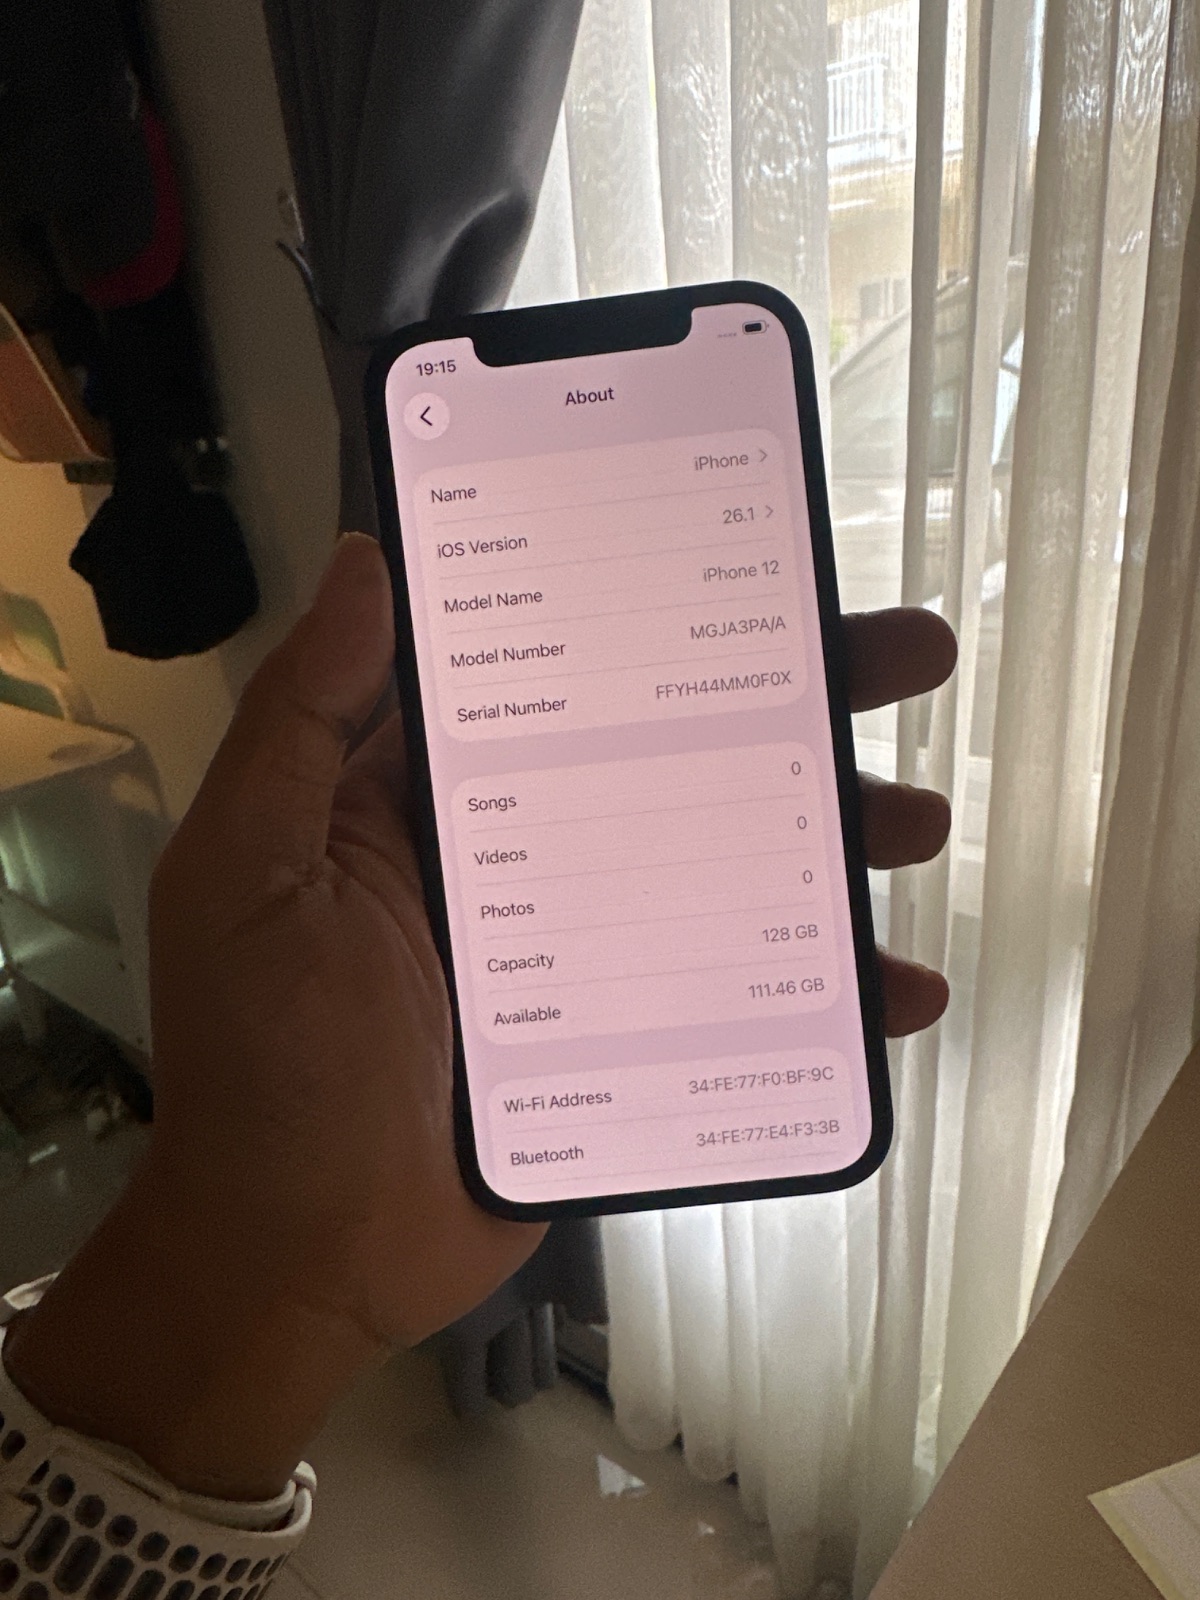 19:15
About
Name iPhone
iOS Version 26.1
Model Name iPhone 12
Model Number MGJA3PA/A
Serial Number FFYH44MM0F0X
Songs 0
Videos 0
Photos 0
Capacity 128 GB
Available 111.46 GB
Wi-Fi Address 34:FE:77:F0:BF:9C
Bluetooth 34:FE:77:E4:F3:3B